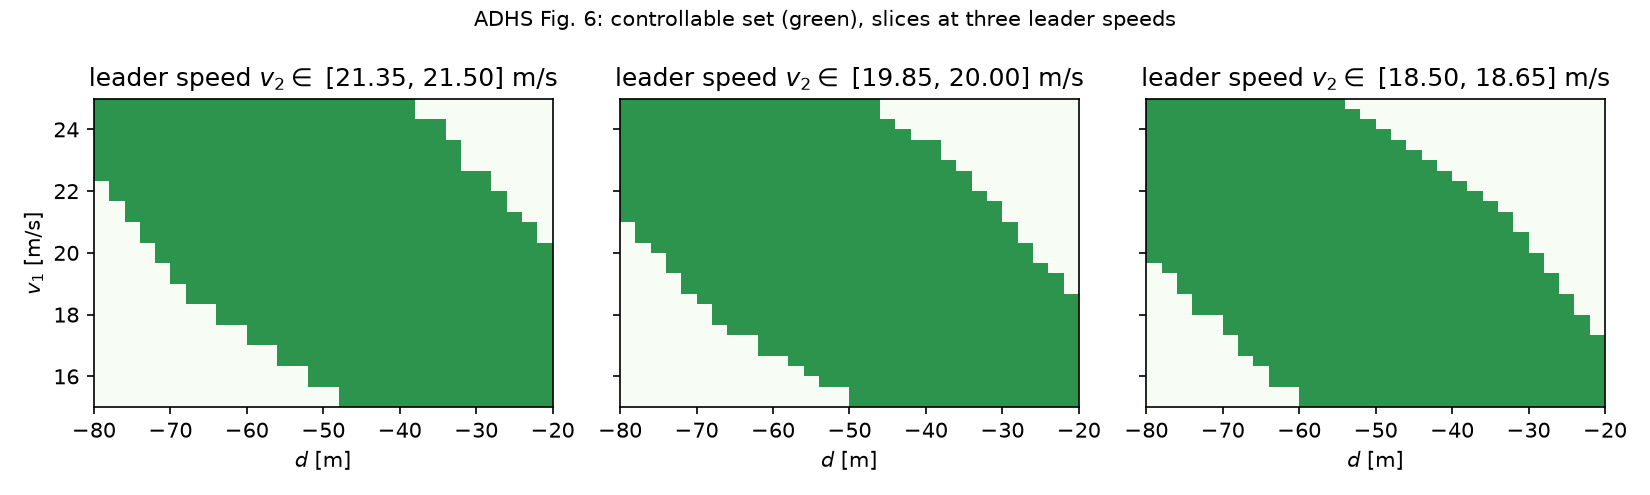 ADHS Fig. 6: controllable set (green), slices at three leader speeds
leader speed v₂ ∈ [21.35, 21.50] m/s
leader speed v₂ ∈ [19.85, 20.00] m/s
leader speed v₂ ∈ [18.50, 18.65] m/s
v₁ [m/s]
24
22
20
18
16
−80 −70 −60 −50 −40 −30 −20
−80 −70 −60 −50 −40 −30 −20
−80 −70 −60 −50 −40 −30 −20
d [m]
d [m]
d [m]